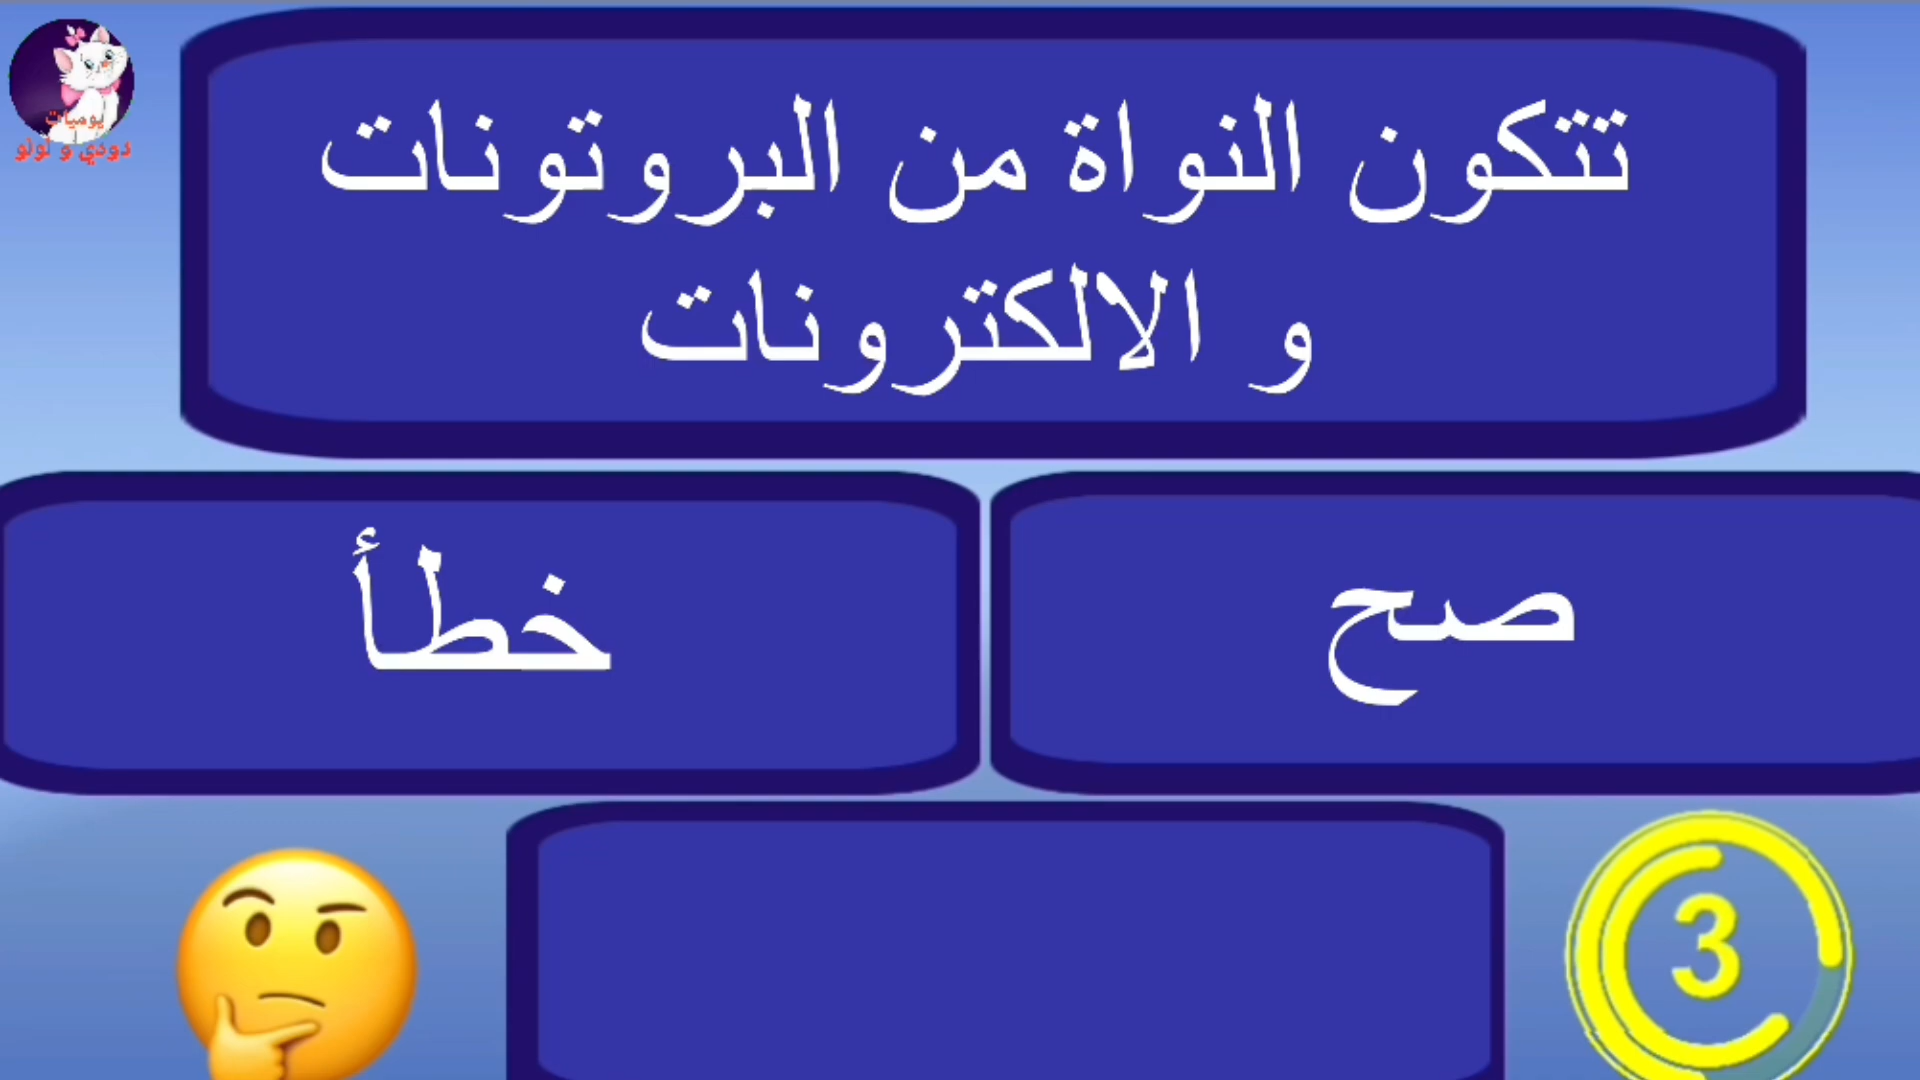 يوميات
دودي و لولو
تتكون النواة من البروتونات
و الالكترونات
صح
خطأ
3